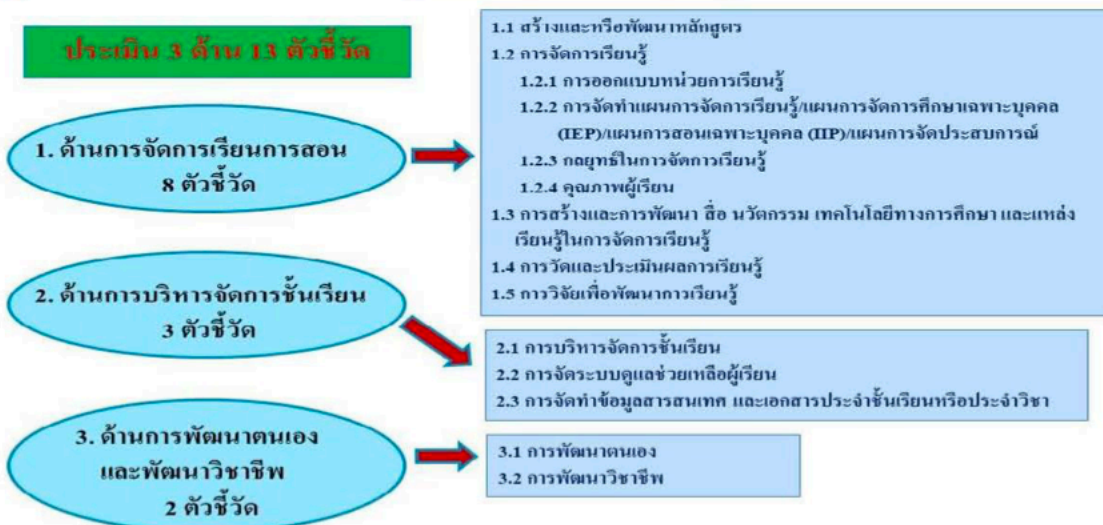 ประเมิน 3 ด้าน 13 ตัวชี้วัด
1. ด้านการจัดการเรียนการสอน
8 ตัวชี้วัด
1.1 สร้างและหรือพัฒนาหลักสูตร
1.2 การจัดการเรียนรู้
1.2.1 การออกแบบหน่วยการเรียนรู้
1.2.2 การจัดทำแผนการจัดการเรียนรู้/แผนการจัดการศึกษาเฉพาะบุคคล
(IEP)/แผนการสอนเฉพาะบุคคล (IIP)/แผนการจัดประสบการณ์
1.2.3 กลยุทธ์ในการจัดการเรียนรู้
1.2.4 คุณภาพผู้เรียน
1.3 การสร้างและการพัฒนา สื่อ นวัตกรรม เทคโนโลยีทางการศึกษา และแหล่ง
เรียนรู้ในการจัดการเรียนรู้
1.4 การวัดและประเมินผลการเรียนรู้
1.5 การวิจัยเพื่อพัฒนาการเรียนรู้
2. ด้านการบริหารจัดการชั้นเรียน
3 ตัวชี้วัด
2.1 การบริหารจัดการชั้นเรียน
2.2 การจัดระบบดูแลช่วยเหลือผู้เรียน
2.3 การจัดทำข้อมูลสารสนเทศ และเอกสารประจำชั้นเรียนหรือประจำวิชา
3. ด้านการพัฒนาตนเอง
และพัฒนาวิชาชีพ
2 ตัวชี้วัด
3.1 การพัฒนาตนเอง
3.2 การพัฒนาวิชาชีพ